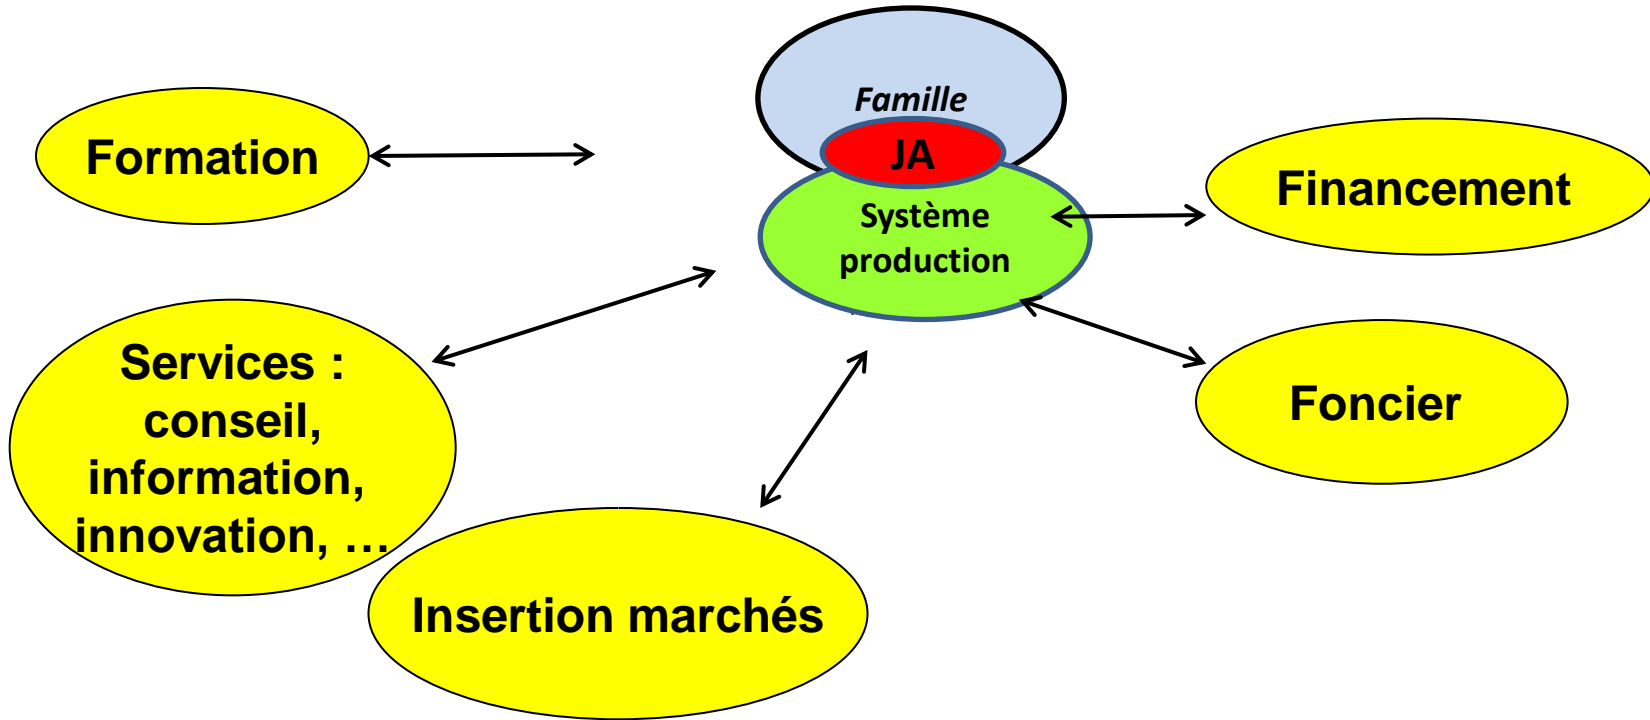 Famille
JA
Système
production
Formation
Financement
Services :
conseil,
information,
innovation, …
Foncier
Insertion marchés